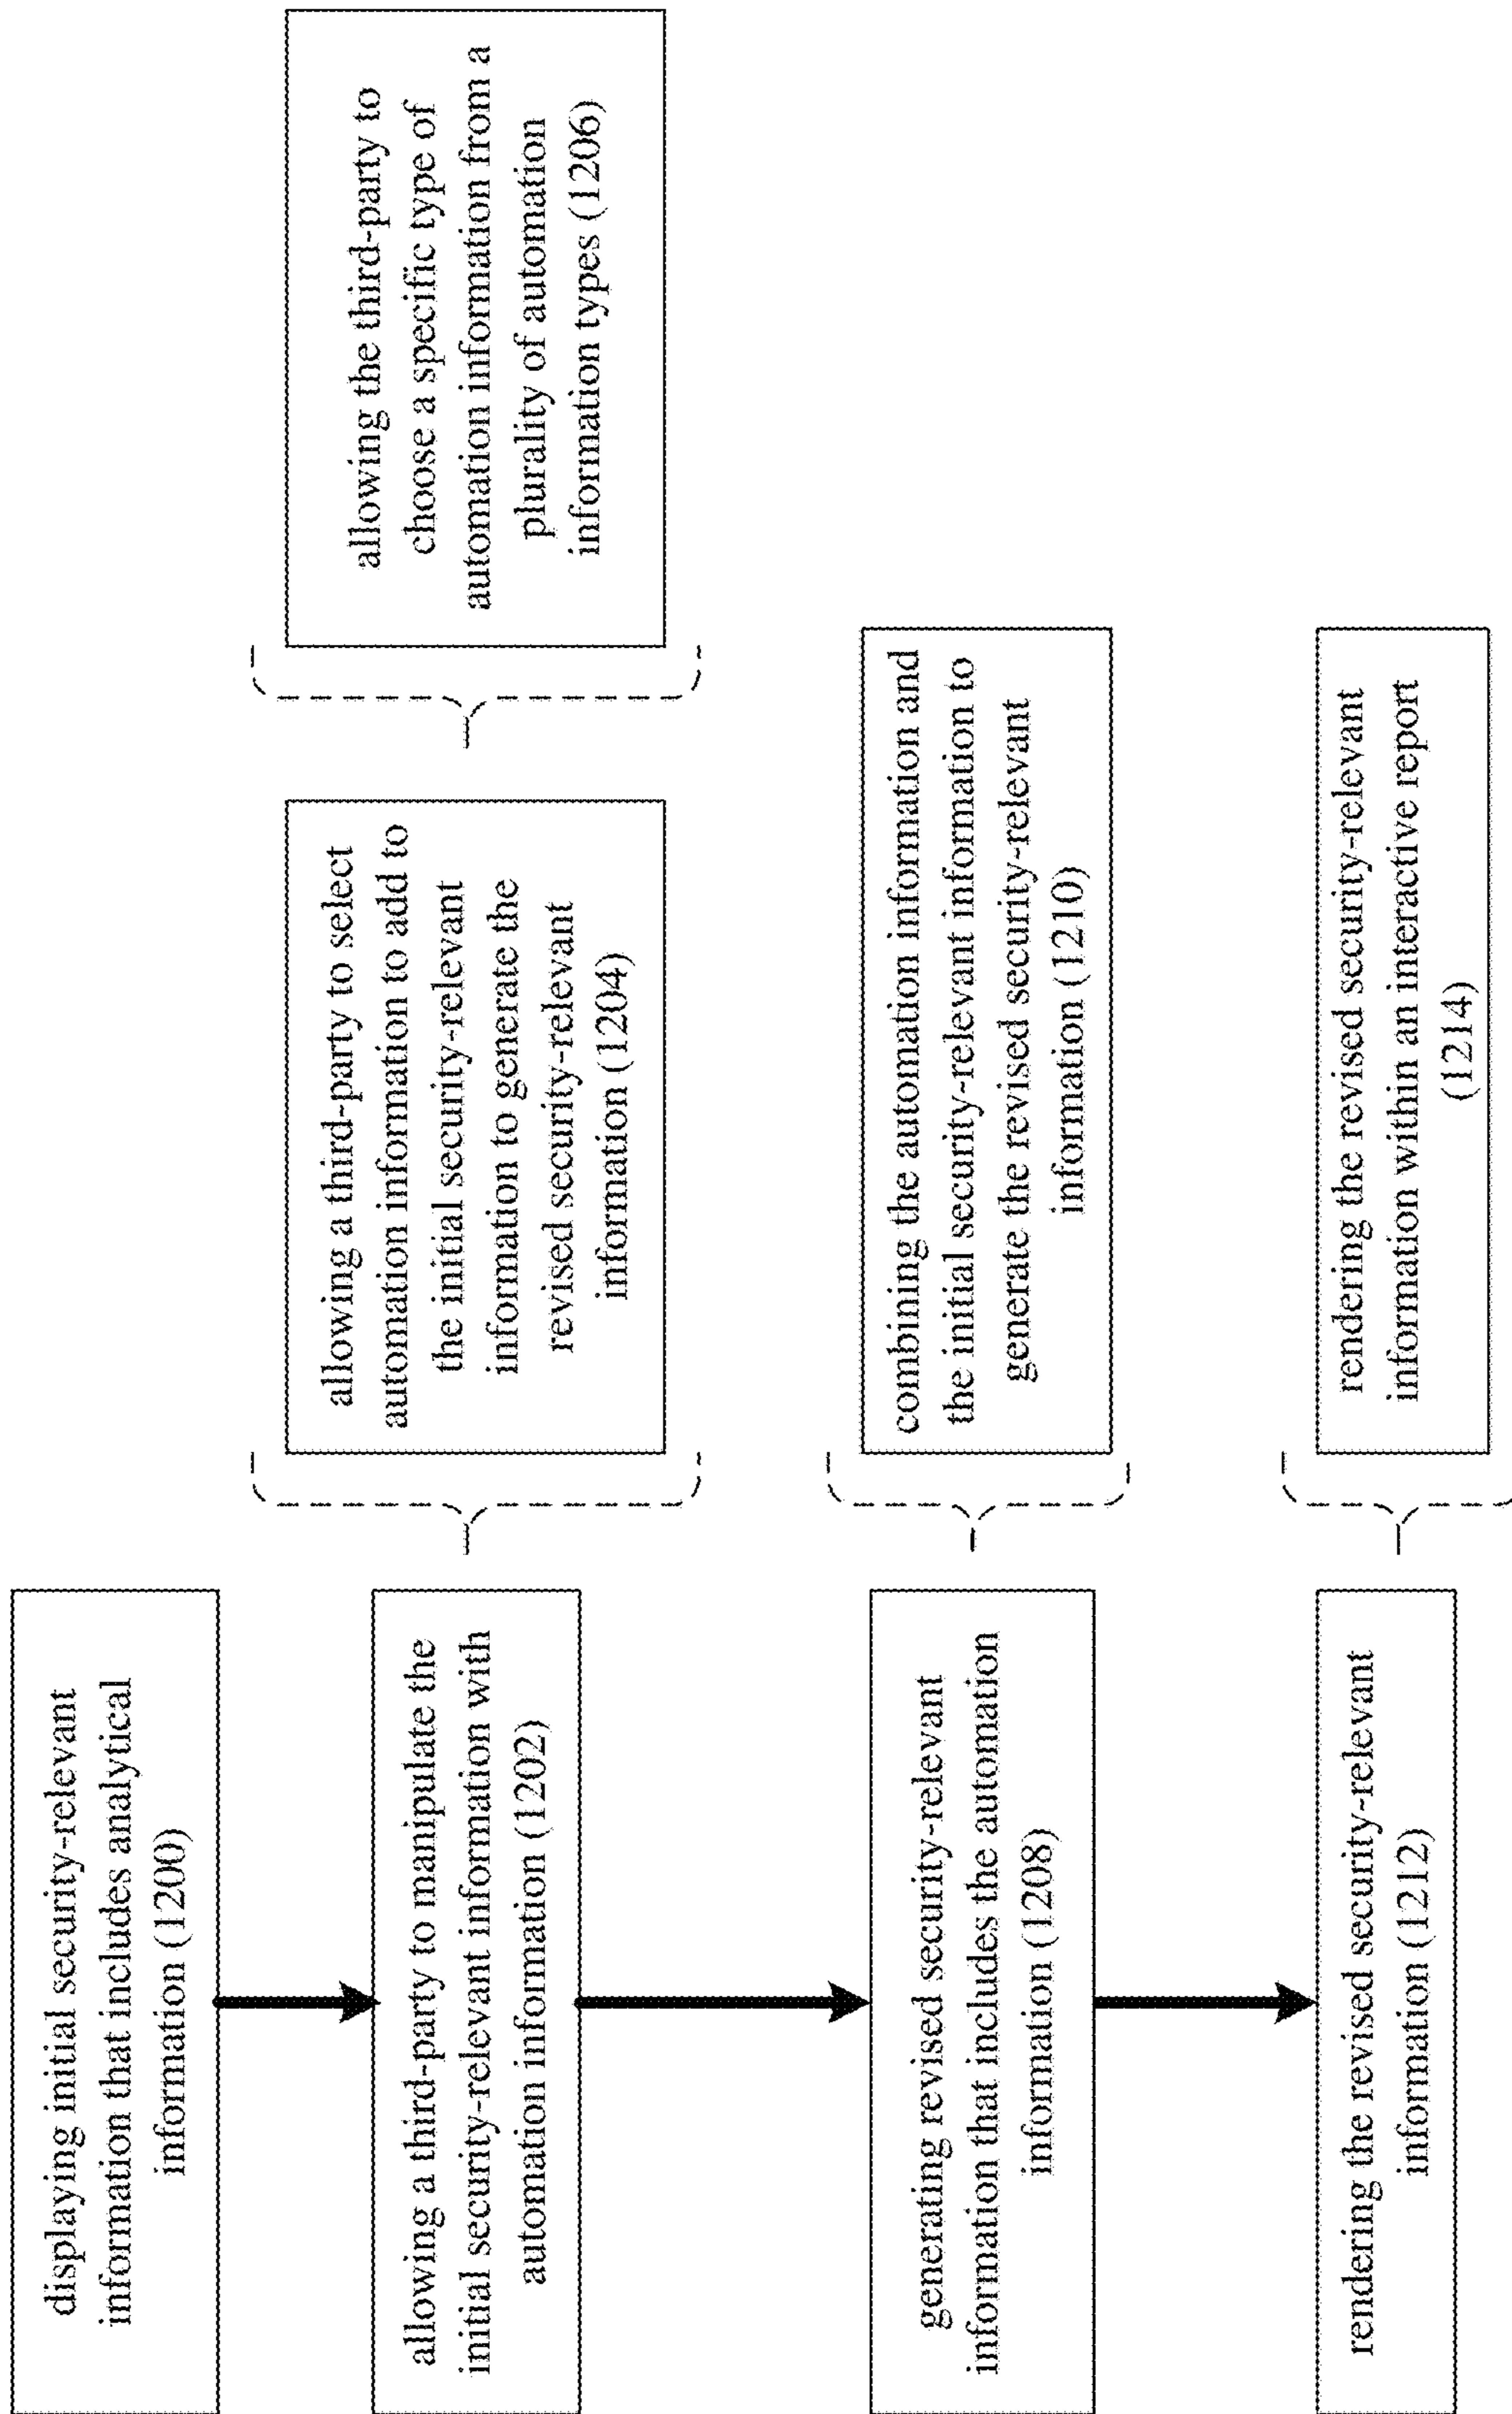 displaying initial security-relevant
information that includes analytical
information (1200)
allowing a third-party to manipulate the
initial security-relevant information with
automation information (1202)
allowing a third-party to select
automation information to add to
the initial security-relevant
information to generate the
revised security-relevant
information (1204)
allowing the third-party to
choose a specific type of
automation information from a
plurality of automation
information types (1206)
generating revised security-relevant
information that includes the automation
information (1208)
combining the automation information and
the initial security-relevant information to
generate the revised security-relevant
information (1210)
rendering the revised security-relevant
information (1212)
rendering the revised security-relevant
information within an interactive report
(1214)